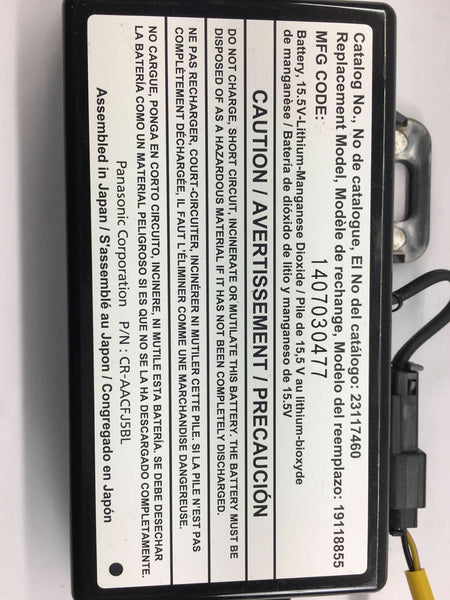 Catalog No., No de catalogue, El No del catálogo: 23117460
Replacement Model, Modèle de rechange, Modelo del reemplazo: 19118855
MFG CODE:
1407030477
Battery, 15.5V-Lithium-Manganese Dioxide / Pile de 15,5 V au lithium-bioxyde
de manganèse / Batería de dióxido de litio y manganeso de 15.5V
CAUTION / AVERTISSEMENT / PRECAUCIÓN
DO NOT CHARGE, SHORT CIRCUIT, INCINERATE OR MUTILATE THIS BATTERY. THE BATTERY MUST BE
DISPOSED OF AS A HAZARDOUS MATERIAL IF IT HAS NOT BEEN COMPLETELY DISCHARGED.
NE PAS RECHARGER, COURT-CIRCUITER, INCINÉRER NI MUTILER CETTE PILE. SI LA PILE N'EST PAS
COMPLÈTEMENT DÉCHARGÉE, IL FAUT L'ÉLIMINER COMME UNE MARCHANDISE DANGEREUSE.
NO CARGUE, PONGA EN CORTO CIRCUITO, INCINERE, NI MUTILE ESTA BATERÍA. SE DEBE DESECHAR
LA BATERÍA COMO UN MATERIAL PELIGROSO SI ES QUE NO SE LA HA DESCARGADO COMPLETAMENTE.
Panasonic Corporation P/N : CR-AACFJ5BL
Assembled in Japan / S'assemblé au Japon / Congregado en Japón